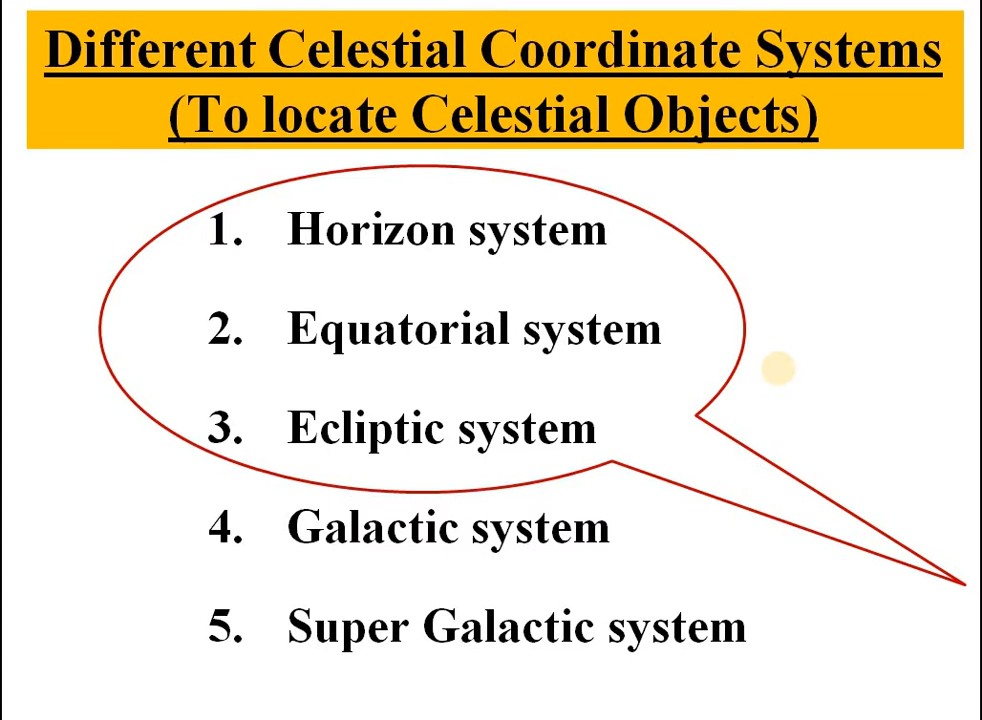 Different Celestial Coordinate Systems
(To locate Celestial Objects)
1. Horizon system
2. Equatorial system
3. Ecliptic system
4. Galactic system
5. Super Galactic system